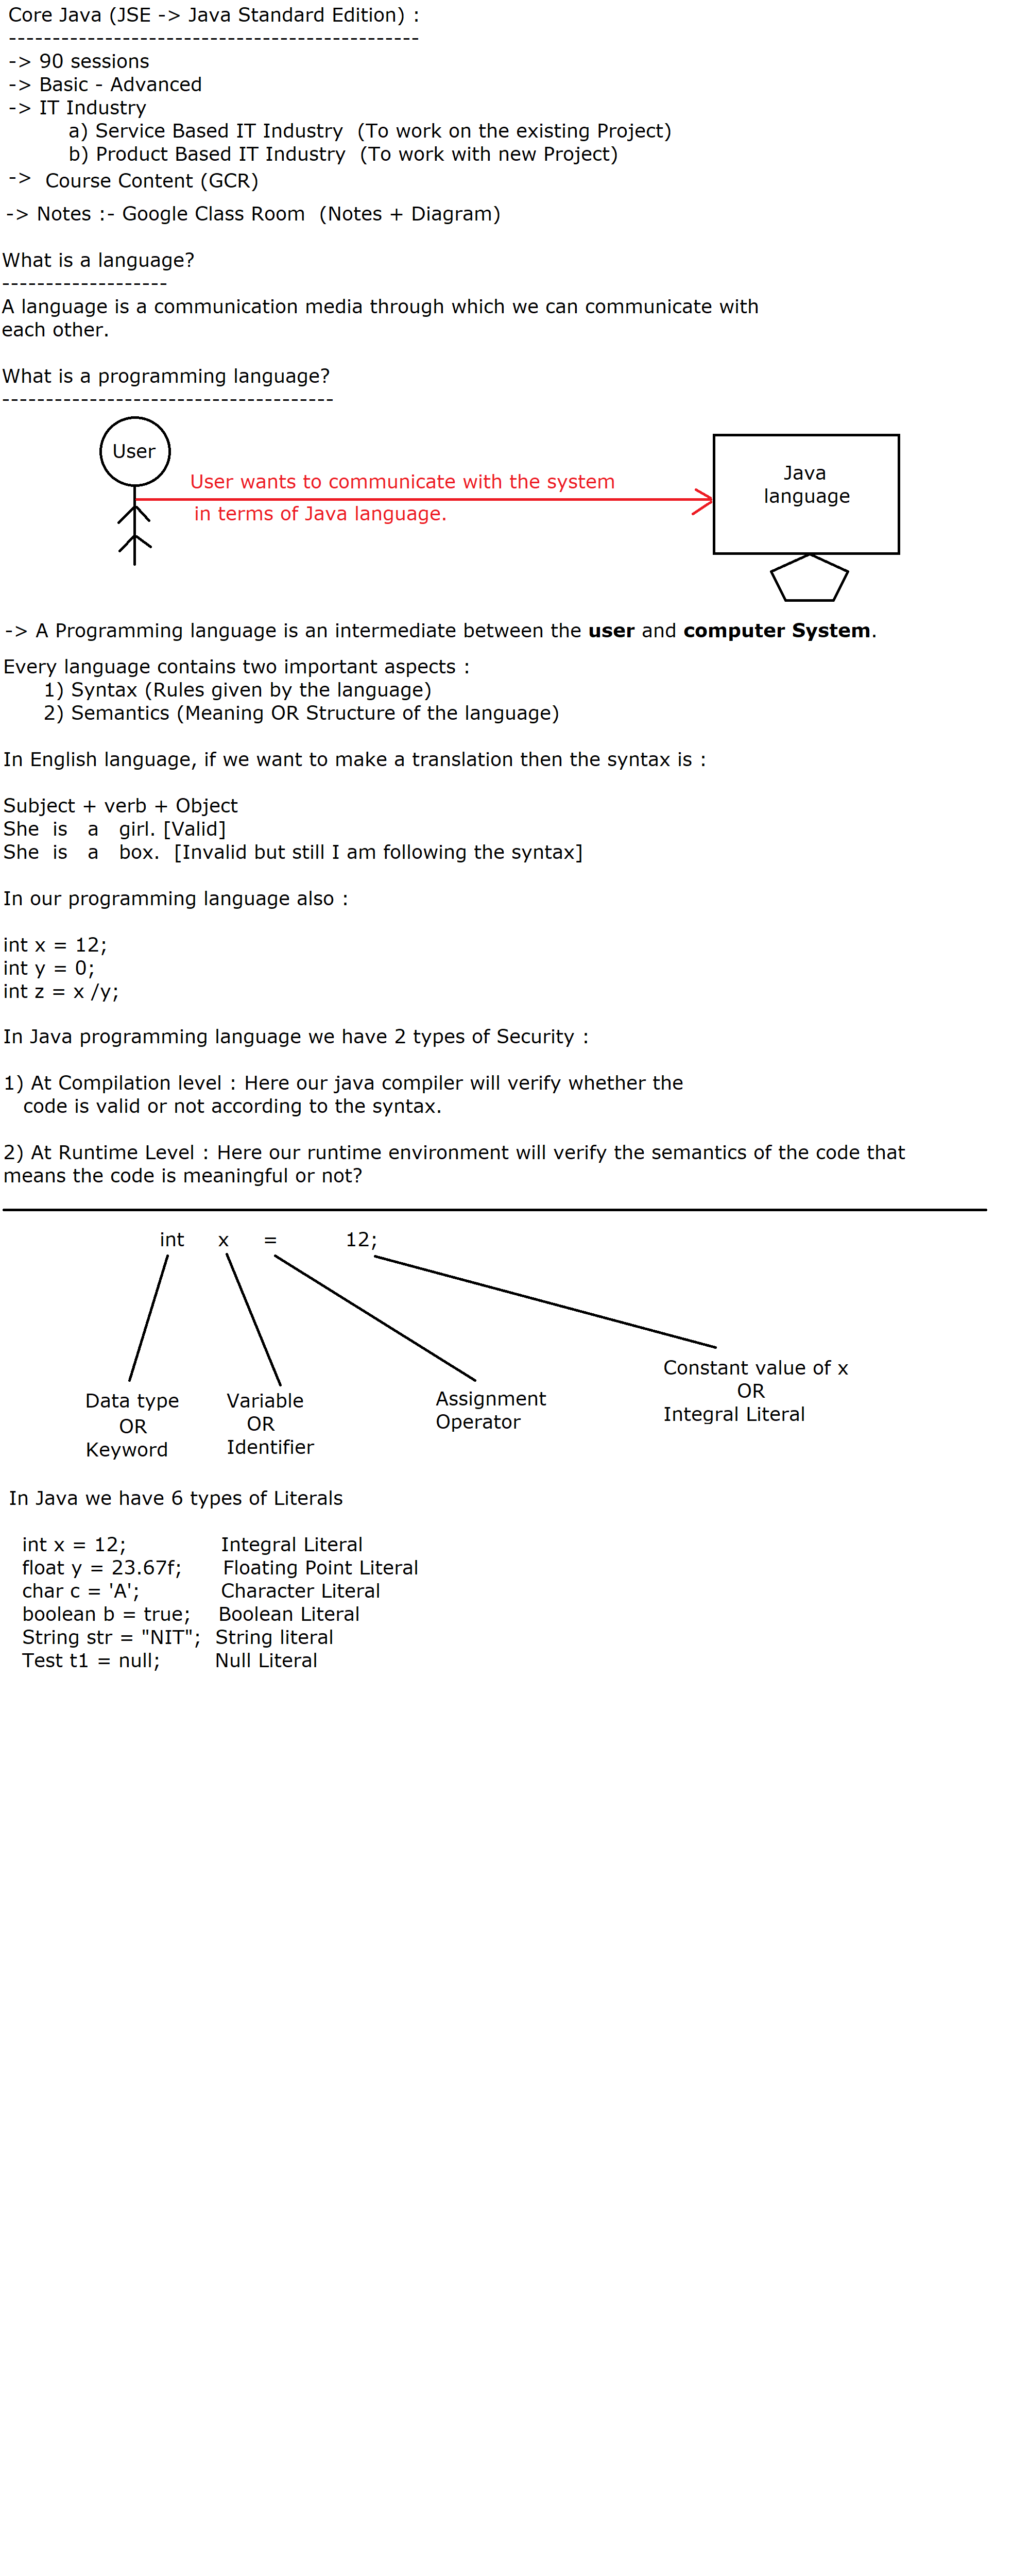 Core Java (JSE -> Java Standard Edition) :
-----------------------------------------------
-> 90 sessions
-> Basic - Advanced
-> IT Industry
a) Service Based IT Industry (To work on the existing Project)
b) Product Based IT Industry (To work with new Project)
-> Course Content (GCR)
-> Notes :- Google Class Room (Notes + Diagram)
What is a language?
-------------------
A language is a communication media through which we can communicate with
each other.
What is a programming language?
--------------------------------------
User
User wants to communicate with the system
in terms of Java language.
Java
language
-> A Programming language is an intermediate between the user and computer System.
Every language contains two important aspects :
1) Syntax (Rules given by the language)
2) Semantics (Meaning OR Structure of the language)
In English language, if we want to make a translation then the syntax is :
Subject + verb + Object
She is a girl. [Valid]
She is a box. [Invalid but still I am following the syntax]
In our programming language also :
int x = 12;
int y = 0;
int z = x /y;
In Java programming language we have 2 types of Security :
1) At Compilation level : Here our java compiler will verify whether the
code is valid or not according to the syntax.
2) At Runtime Level : Here our runtime environment will verify the semantics of the code that
means the code is meaningful or not?
int x = 12;
Data type
OR
Keyword
Variable
OR
Identifier
Assignment
Operator
Constant value of x
OR
Integral Literal
In Java we have 6 types of Literals
int x = 12; Integral Literal
float y = 23.67f; Floating Point Literal
char c = 'A'; Character Literal
boolean b = true; Boolean Literal
String str = "NIT"; String literal
Test t1 = null; Null Literal